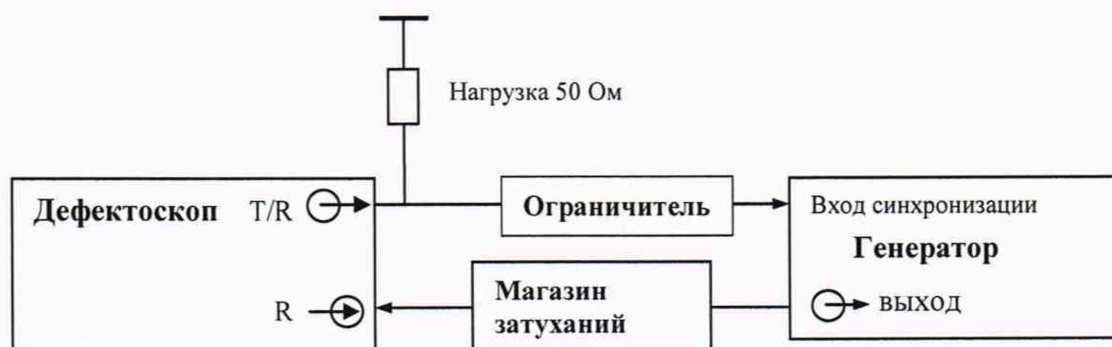 Нагрузка 50 Ом
Дефектоскоп T/R
Ограничитель
Вход синхронизации
Генератор
R
Магазин
затуханий
выход